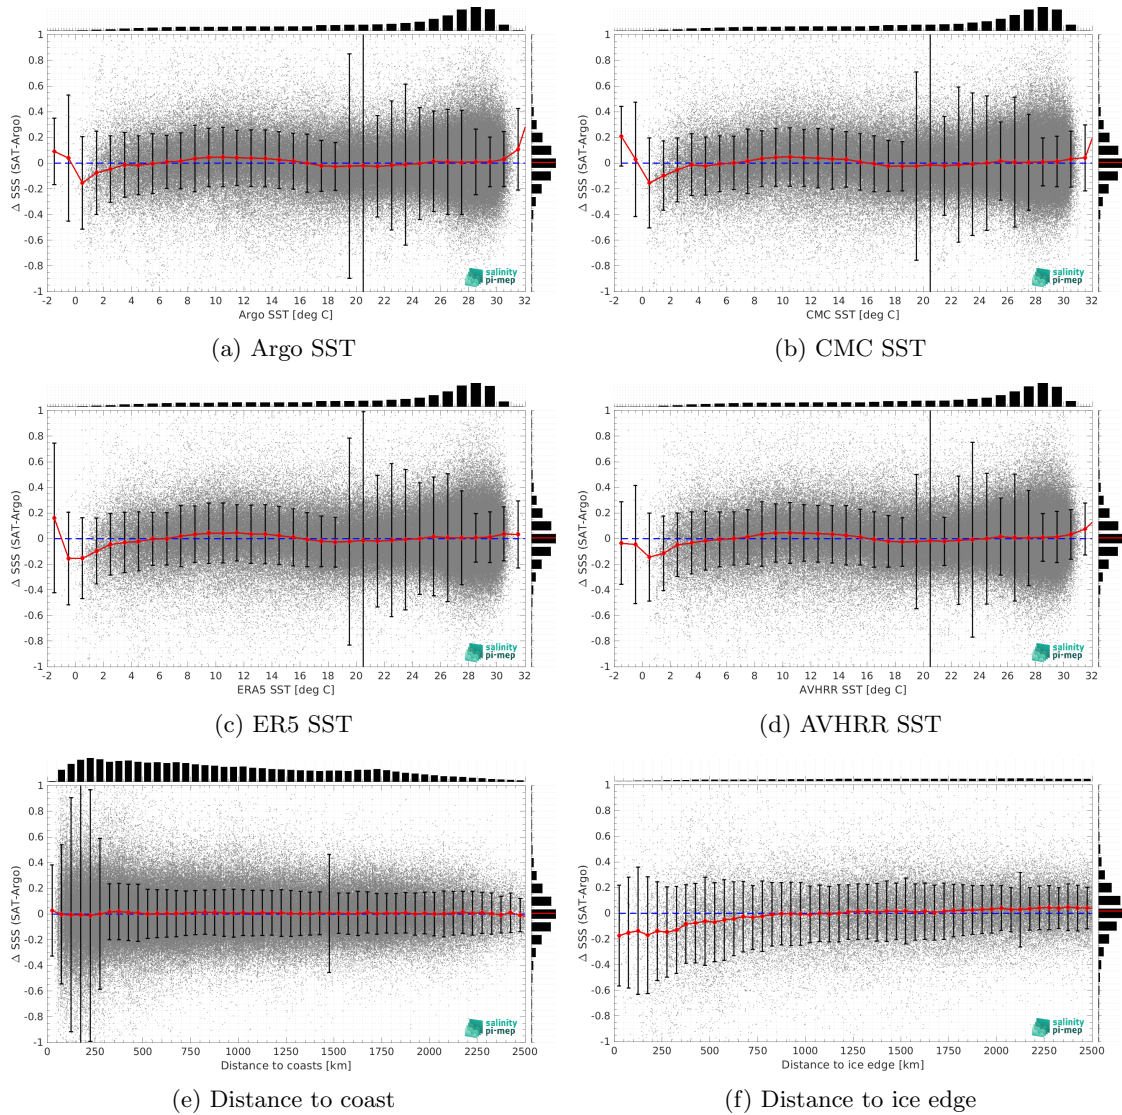 1
0.8
0.6
0.4
0.2
0
-0.2
-0.4
-0.6
-0.8
-1
Δ SSS (SAT-Argo)
salinity
pi-mep
-2 0 2 4 6 8 10 12 14 16 18 20 22 24 26 28 30 32
Argo SST [deg C]
(a) Argo SST
1
0.8
0.6
0.4
0.2
0
-0.2
-0.4
-0.6
-0.8
-1
Δ SSS (SAT-Argo)
salinity
pi-mep
-2 0 2 4 6 8 10 12 14 16 18 20 22 24 26 28 30 32
CMC SST [deg C]
(b) CMC SST
1
0.8
0.6
0.4
0.2
0
-0.2
-0.4
-0.6
-0.8
-1
Δ SSS (SAT-Argo)
salinity
pi-mep
-2 0 2 4 6 8 10 12 14 16 18 20 22 24 26 28 30 32
ERA5 SST [deg C]
(c) ER5 SST
1
0.8
0.6
0.4
0.2
0
-0.2
-0.4
-0.6
-0.8
-1
Δ SSS (SAT-Argo)
salinity
pi-mep
-2 0 2 4 6 8 10 12 14 16 18 20 22 24 26 28 30 32
AVHRR SST [deg C]
(d) AVHRR SST
1
0.8
0.6
0.4
0.2
0
-0.2
-0.4
-0.6
-0.8
-1
Δ SSS (SAT-Argo)
salinity
pi-mep
0 250 500 750 1000 1250 1500 1750 2000 2250 2500
Distance to coasts [km]
(e) Distance to coast
1
0.8
0.6
0.4
0.2
0
-0.2
-0.4
-0.6
-0.8
-1
Δ SSS (SAT-Argo)
salinity
pi-mep
0 250 500 750 1000 1250 1500 1750 2000 2250 2500
Distance to ice edge [km]
(f) Distance to ice edge